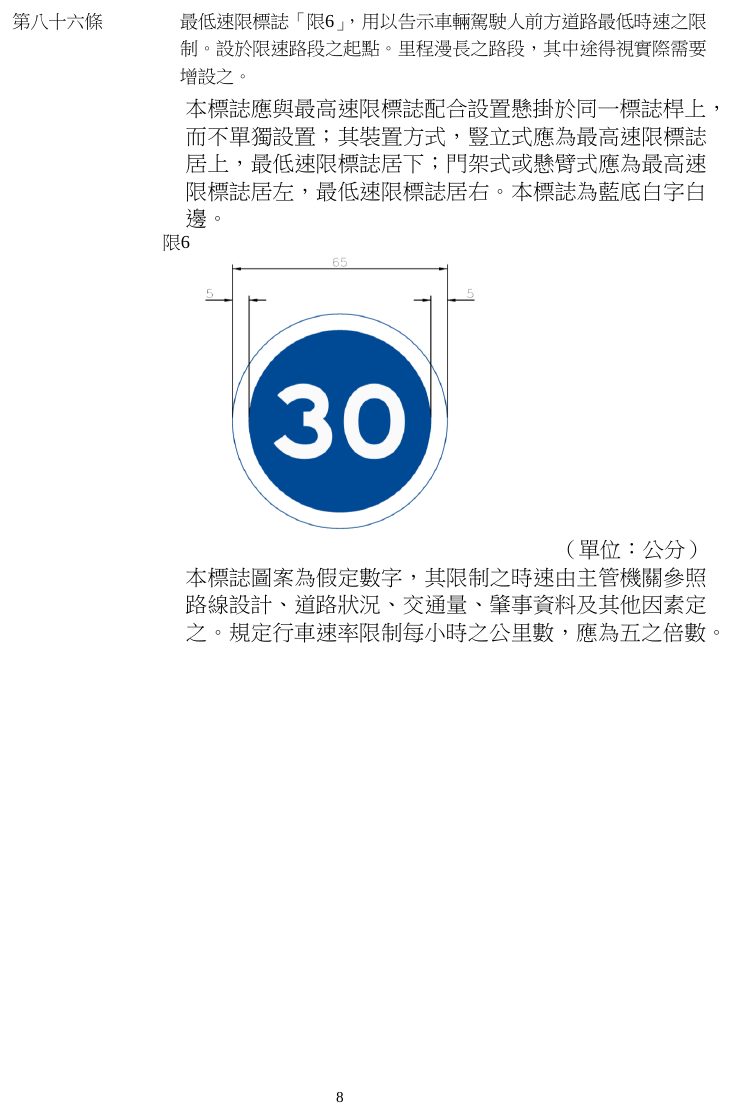 第八十六條 最低速限標誌「限6」，用以告示車輛駕駛人前方道路最低時速之限
制。設於限速路段之起點。里程漫長之路段，其中途得視實際需要
增設之。
本標誌應與最高速限標誌配合設置懸掛於同一標誌桿上，
而不單獨設置；其裝置方式，豎立式應為最高速限標誌
居上，最低速限標誌居下；門架式或懸臂式應為最高速
限標誌居左，最低速限標誌居右。本標誌為藍底白字白
邊。
限6
65
5 5
30
（單位：公分）
本標誌圖案為假定數字，其限制之時速由主管機關參照
路線設計、道路狀況、交通量、肇事資料及其他因素定
之。規定行車速率限制每小時之公里數，應為五之倍數。
8